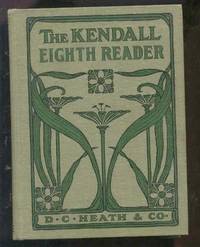 THE KENDALL
EIGHTH READER
D·C·HEATH & CO·